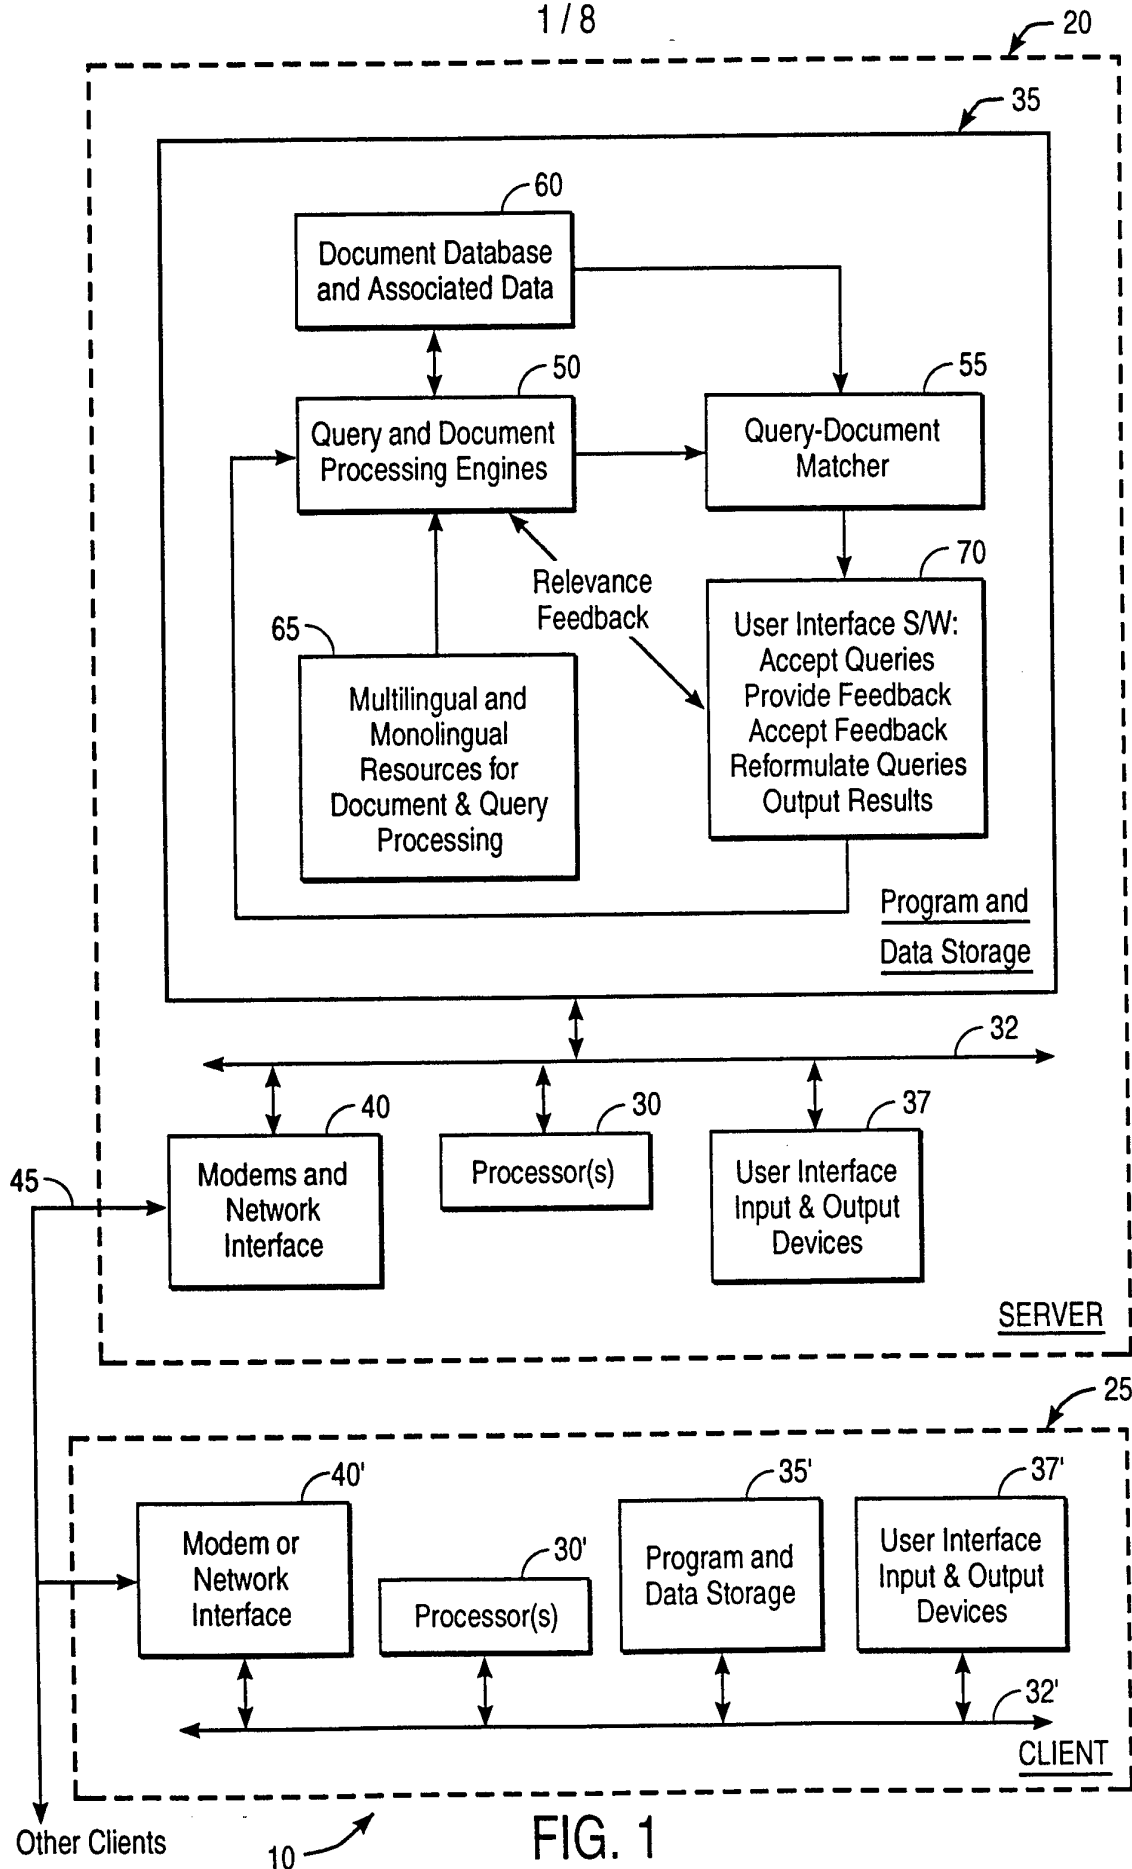 1 / 8
20
35
60
Document Database
and Associated Data
50
Query and Document
Processing Engines
55
Query-Document
Matcher
Relevance
Feedback
70
User Interface S/W:
Accept Queries
Provide Feedback
Accept Feedback
Reformulate Queries
Output Results
65
Multilingual and
Monolingual
Resources for
Document & Query
Processing
Program and
Data Storage
32
40
Modems and
Network
Interface
30
Processor(s)
37
User Interface
Input & Output
Devices
45
SERVER
25
40'
Modem or
Network
Interface
30'
Processor(s)
35'
Program and
Data Storage
37'
User Interface
Input & Output
Devices
32'
CLIENT
Other Clients
10
FIG. 1